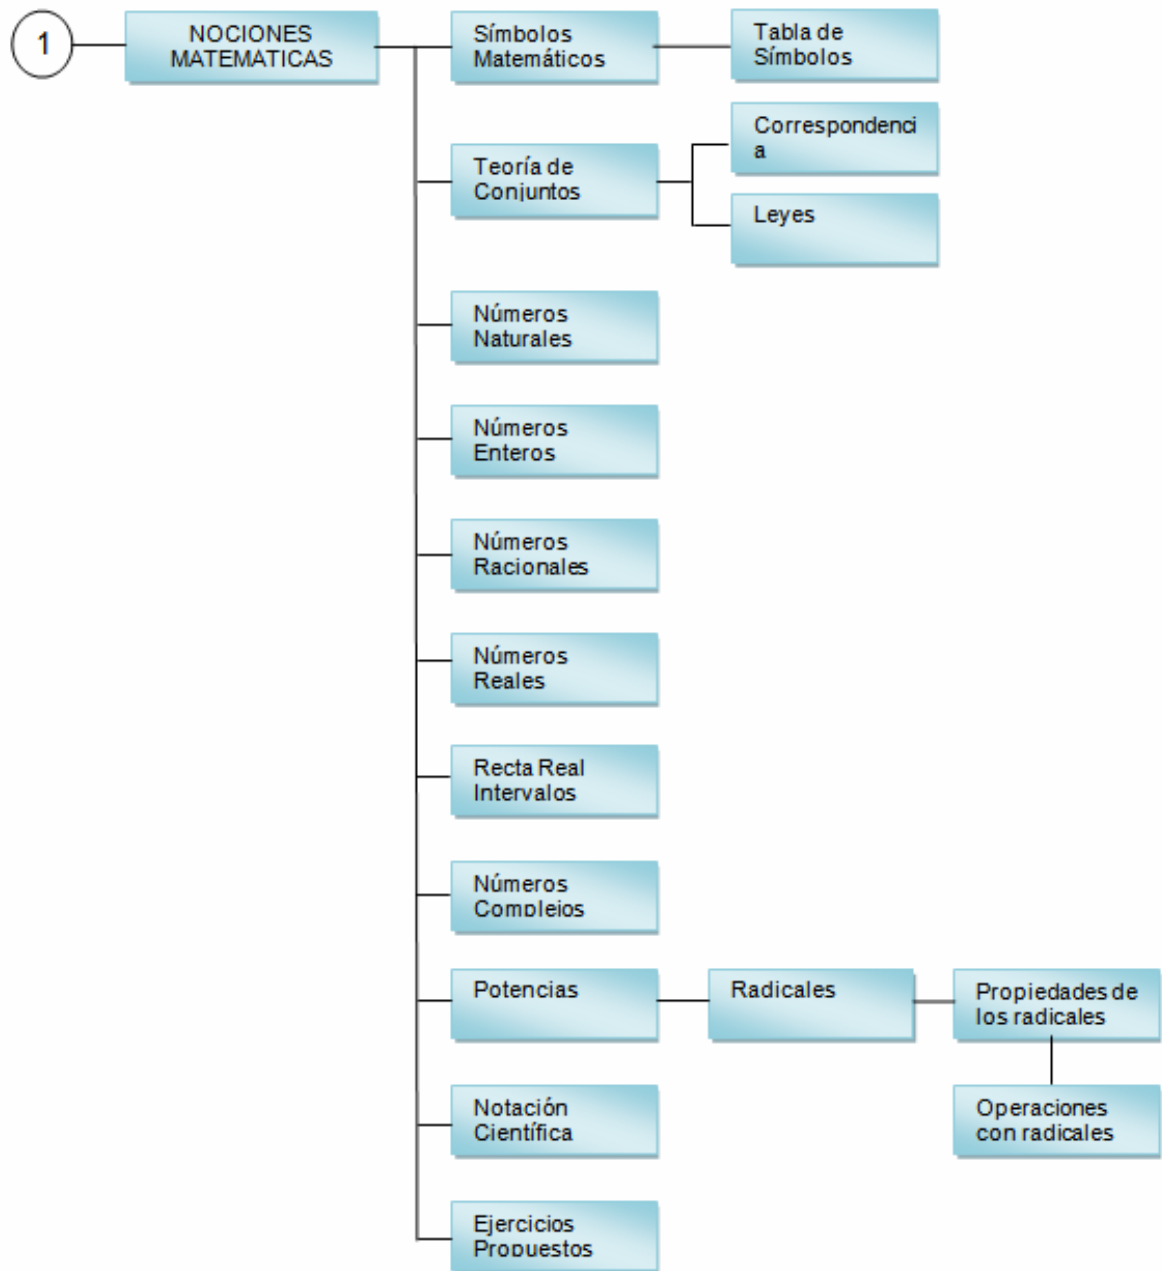 1
NOCIONES
MATEMATICAS
Símbolos
Matemáticos
Tabla de
Símbolos
Teoría de
Conjuntos
Correspondenci
a
Leyes
Números
Naturales
Números
Enteros
Números
Racionales
Números
Reales
Recta Real
Intervalos
Números
Complejos
Potencias
Radicales
Propiedades de
los radicales
Operaciones
con radicales
Notación
Científica
Ejercicios
Propuestos